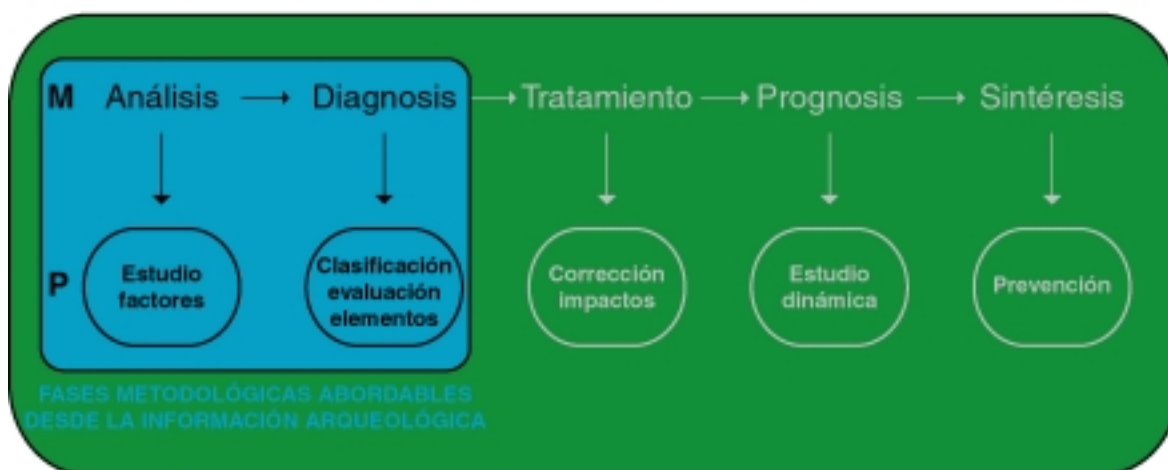 M Análisis Diagnosis Tratamiento Prognosis Sintéresis
P
Estudio
factores
Clasificación
evaluación
elementos
Corrección
impactos
Estudio
dinámica
Prevención
FASES METODOLÓGICAS ABORDABLES
DESDE LA INFORMACIÓN ARQUEOLÓGICA